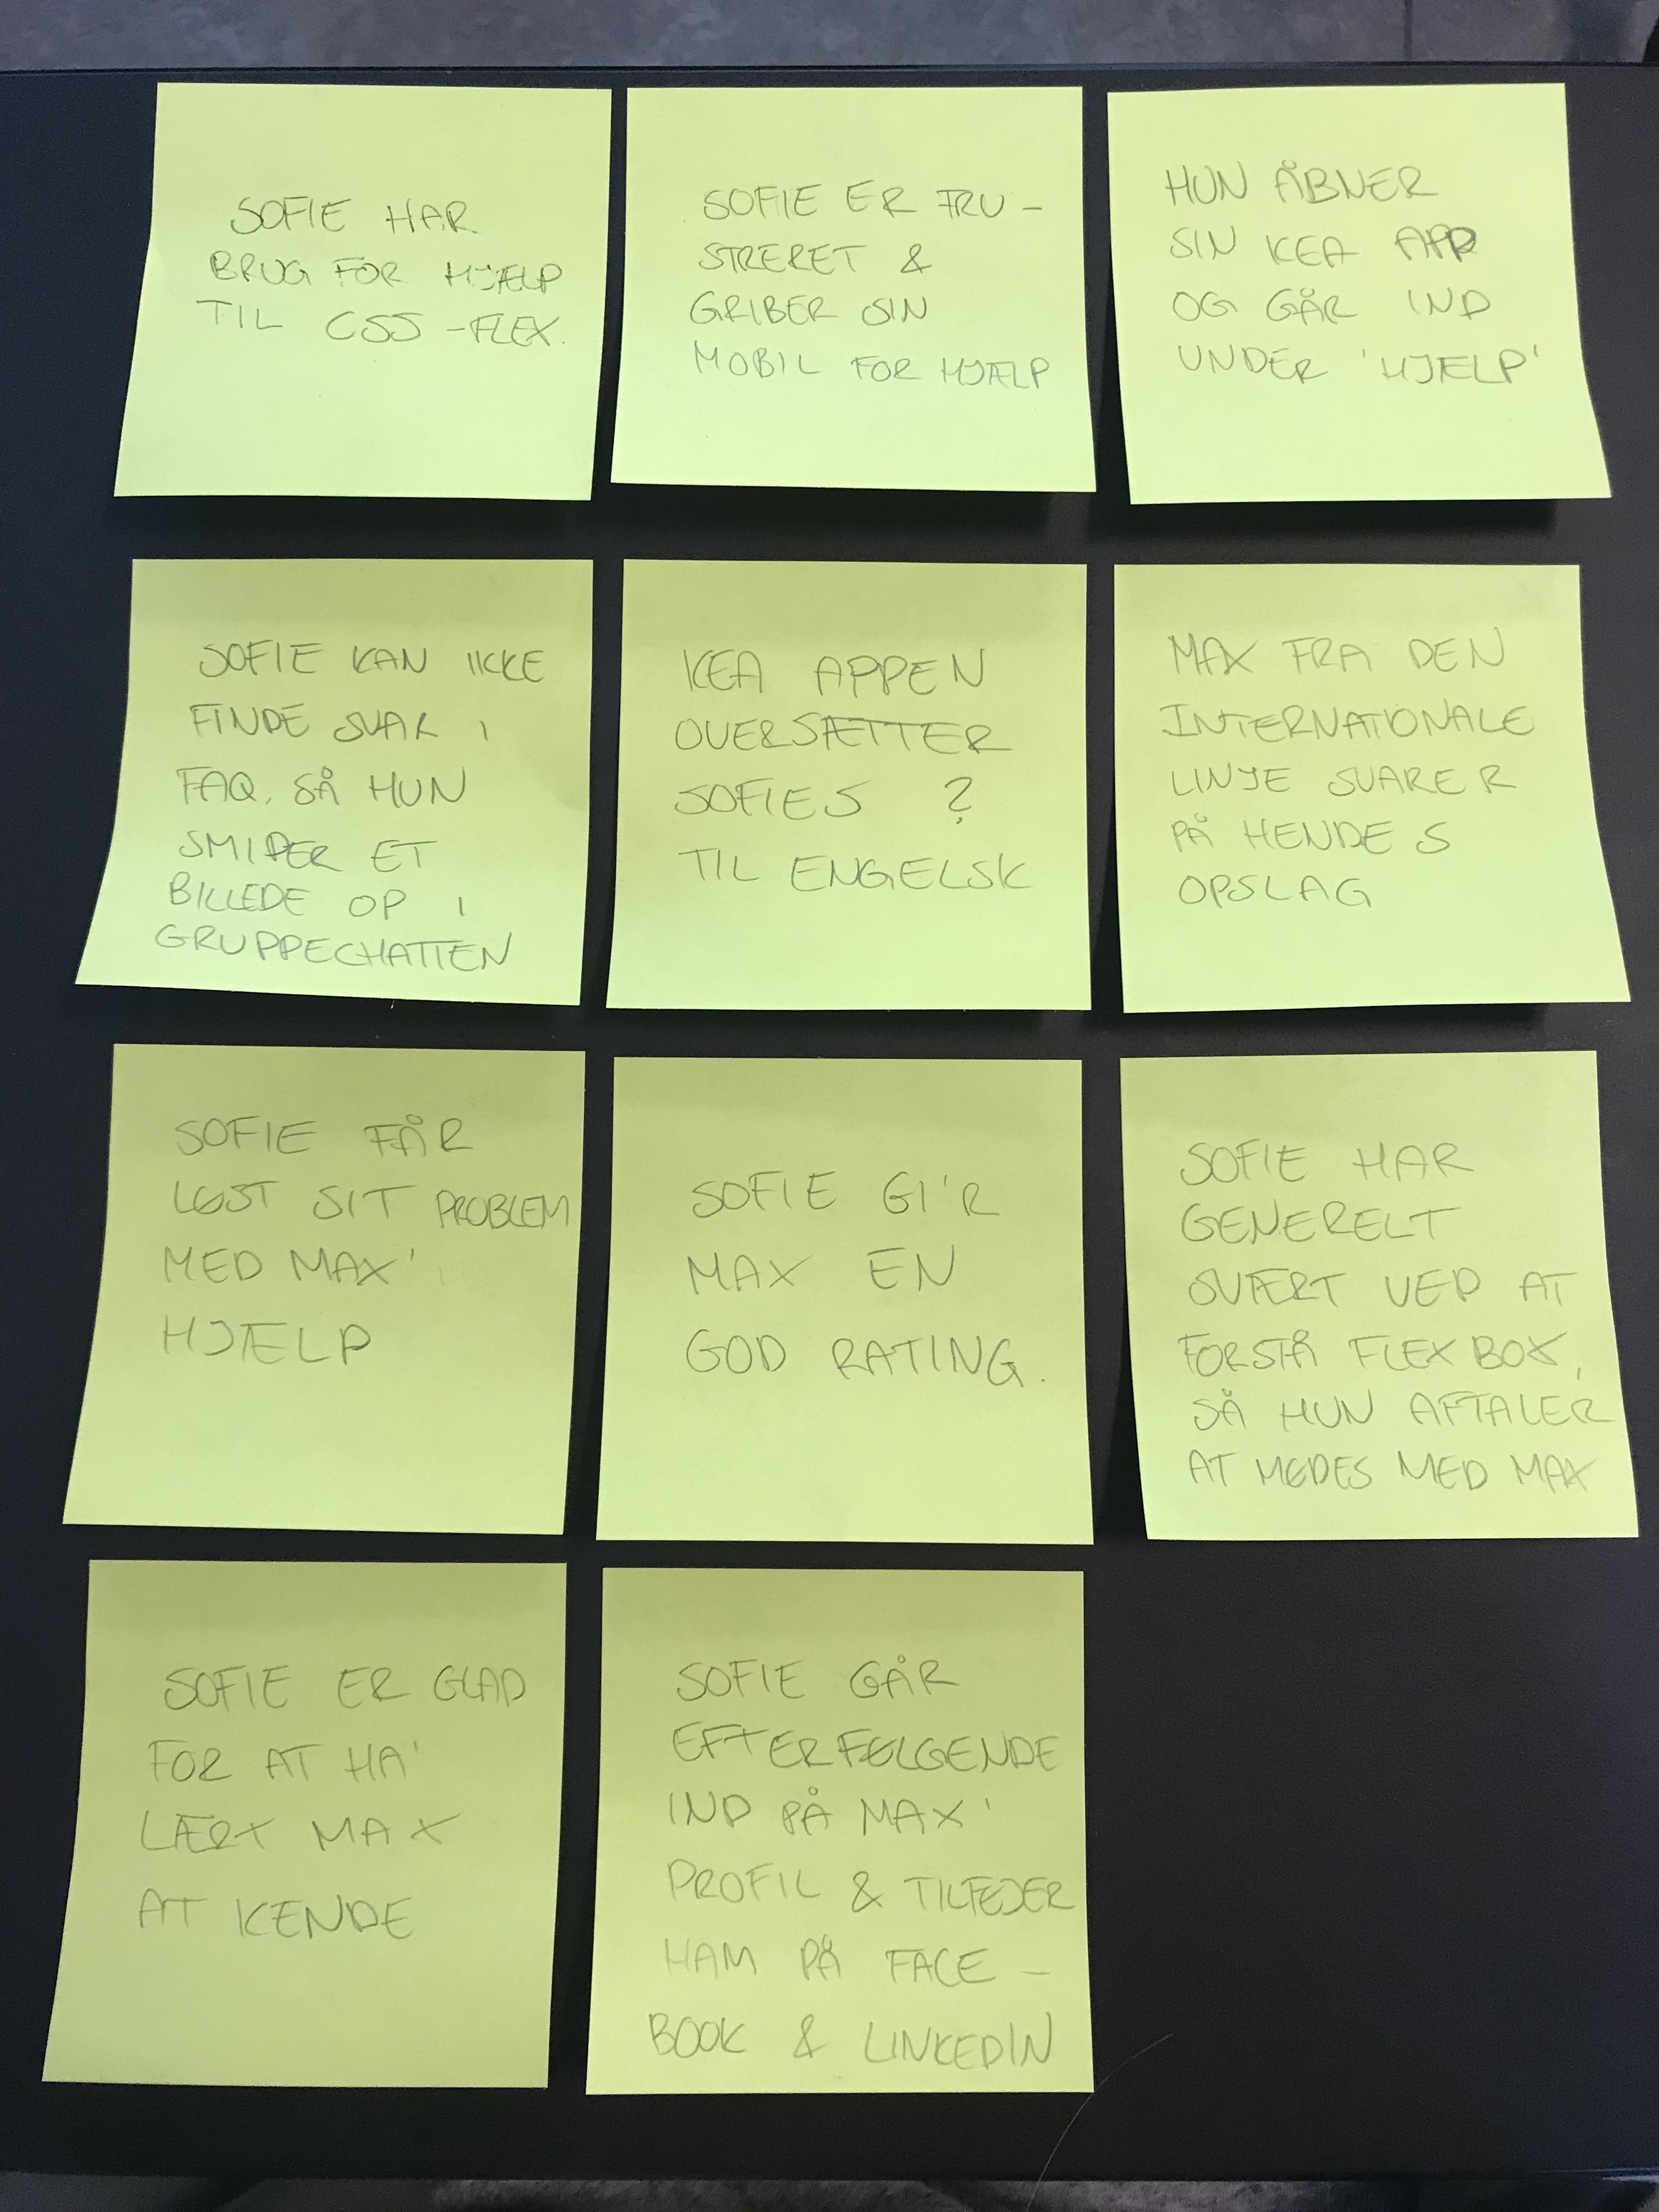 SOFIE HAR
BRUG FOR HJÆLP
TIL CSS-FLEX.
SOFIE ER FRU-
STRERET &
GRIBER SIN
MOBIL FOR HJÆLP
HUN ÅBNER
SIN KEA APP
OG GÅR IND
UNDER 'HJÆLP'
SOFIE KAN IKKE
FINDE SVAR I
FAQ, SÅ HUN
SMIDER ET
BILLEDE OP I
GRUPPECHATTEN
KEA APPEN
OVERSÆTTER
SOFIES ?
TIL ENGELSK
MAX FRA DEN
INTERNATIONALE
LINJE SVARER
PÅ HENDES
OPSLAG
SOFIE FÅR
LØST SIT PROBLEM
MED MAX'
HJÆLP
SOFIE GI'R
MAX EN
GOD RATING.
SOFIE HAR
GENERELT
SVÆRT VED AT
FORSTÅ FLEXBOX,
SÅ HUN AFTALER
AT MØDES MED MAX
SOFIE ER GLAD
FOR AT HA'
LÆRT MAX
AT KENDE
SOFIE GÅR
EFTERFØLGENDE
IND PÅ MAX'
PROFIL & TILFØJER
HAM PÅ FACE-
BOOK & LINKEDIN